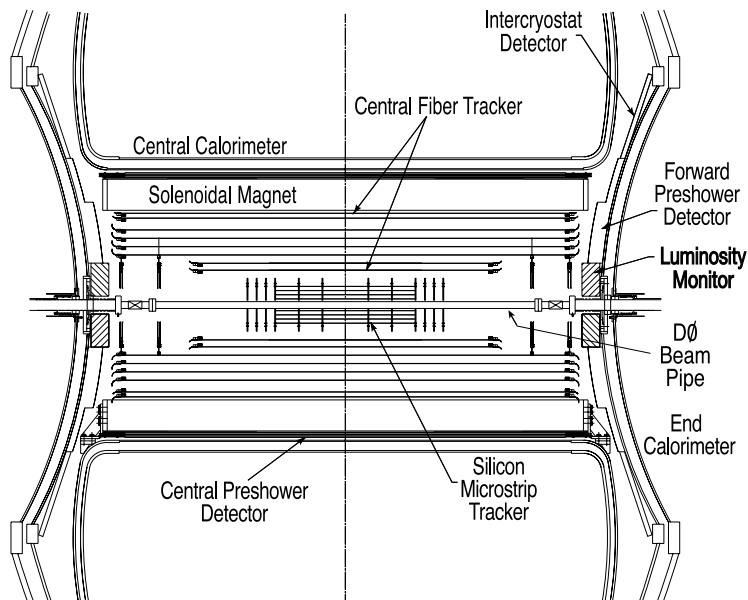 Intercryostat
Detector
Central Fiber Tracker
Central Calorimeter
Solenoidal Magnet
Forward
Preshower
Detector
Luminosity
Monitor
DØ
Beam
Pipe
End
Calorimeter
Silicon
Microstrip
Tracker
Central Preshower
Detector